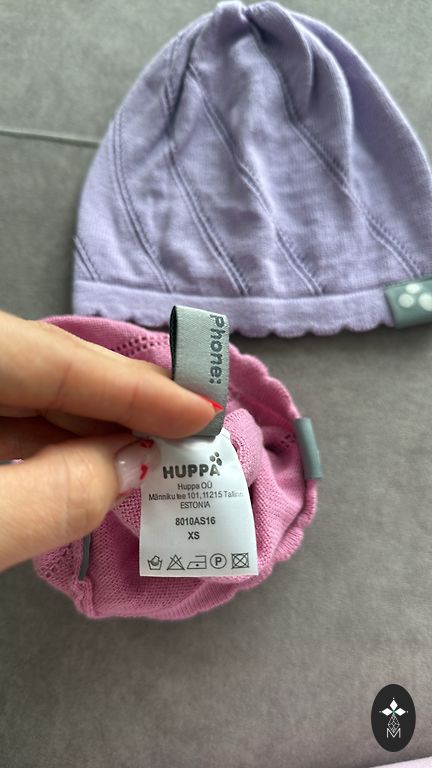 Phone:
HUPPA
Huppa OÜ
Männiku tee 101, 11215 Tallinn
ESTONIA
8010AS16
XS
P
M